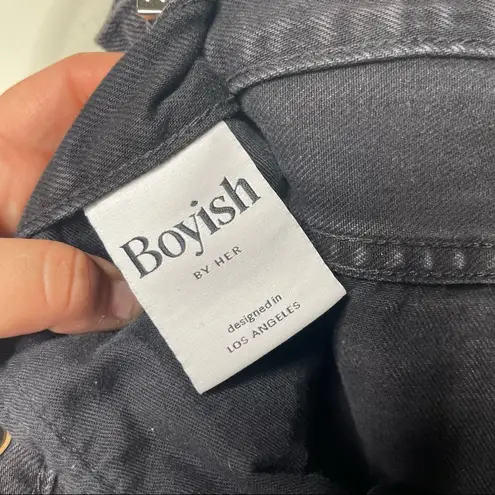 Boyish
BY HER
designed in
LOS ANGELES